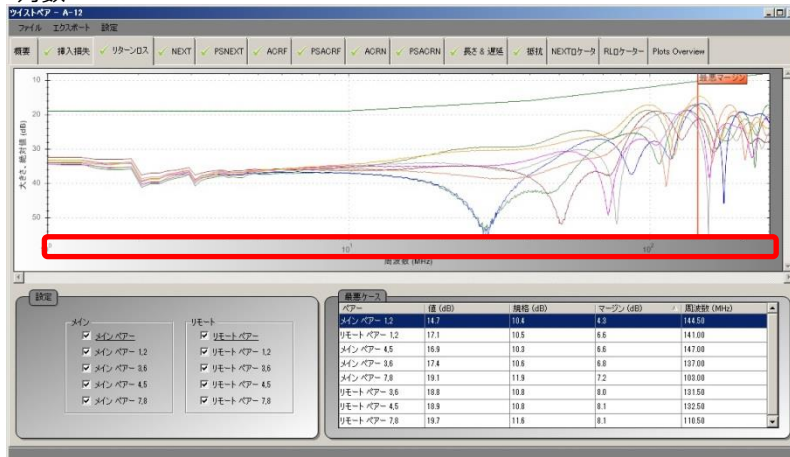 ツイストペアー - A-12
ファイル エクスポート 設定
概要 挿入損失 リターンロス NEXT PSNEXT ACRF PSACRF ACRN PSACRN 長さ & 遅延 抵抗 NEXTロケータ RLロケーター Plots Overview
最悪マージン
大きさ、絶対値 (dB)
10
20
30
40
50
10¹ 10²
周波数 (MHz)
設定
メイン
メイン ペアー
メイン ペアー 1,2
メイン ペアー 3,6
メイン ペアー 4,5
メイン ペアー 7,8
リモート
リモート ペアー
リモート ペアー 1,2
リモート ペアー 3,6
リモート ペアー 4,5
リモート ペアー 7,8
最悪ケース
ペアー 値 (dB) 規格 (dB) マージン (dB) 周波数 (MHz)
メイン ペアー 1,2 14.7 10.4 4.3 144.50
リモート ペアー 1,2 17.1 10.5 6.6 141.00
メイン ペアー 4,5 16.9 10.3 6.6 147.00
メイン ペアー 3,6 17.4 10.6 6.8 137.00
メイン ペアー 7,8 19.1 11.9 7.2 103.00
リモート ペアー 3,6 18.8 10.8 8.0 131.50
リモート ペアー 4,5 18.9 10.8 8.1 132.50
リモート ペアー 7,8 19.7 11.6 8.1 110.50